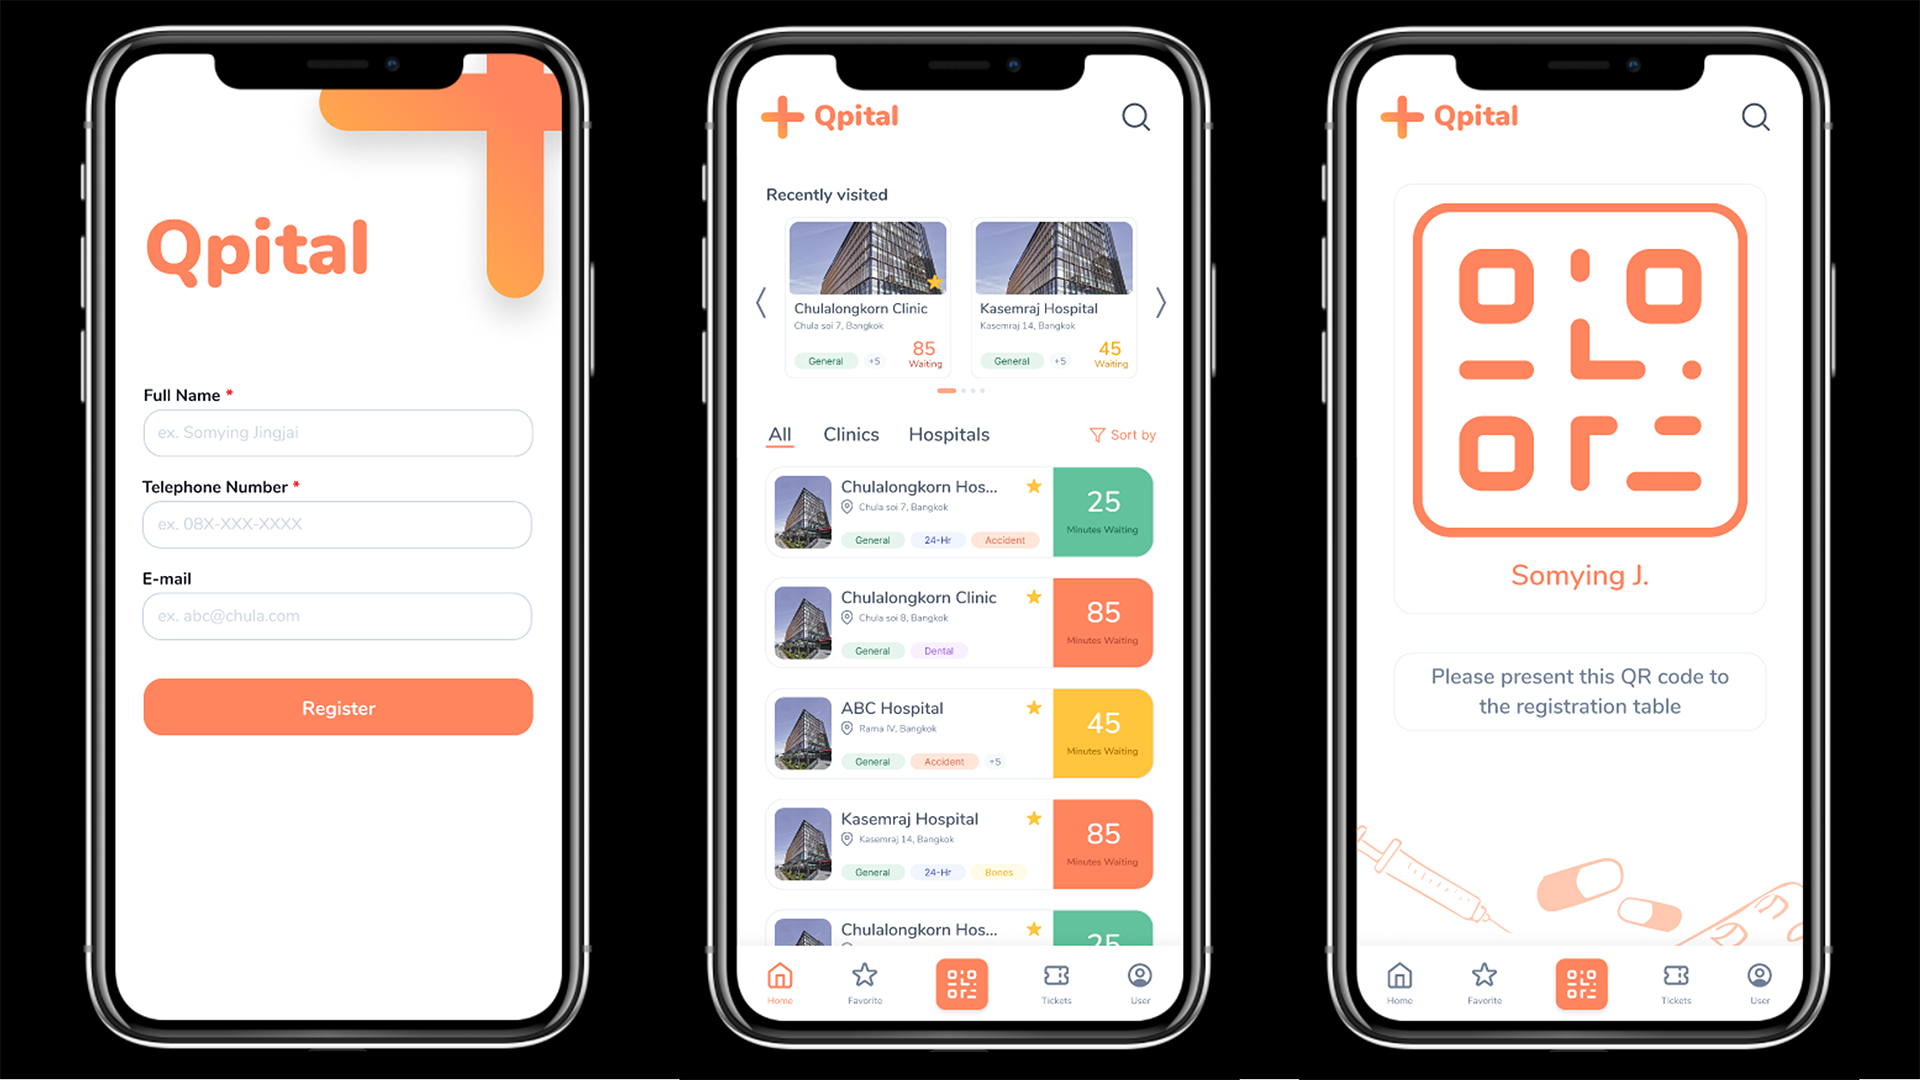 Qpital
Full Name *
ex. Somying Jingjai
Telephone Number *
ex. 08X-XXX-XXXX
E-mail
ex. abc@chula.com
Register
Qpital
Recently visited
Chulalongkorn Clinic
Chula soi 7, Bangkok
General +5
85
Waiting
Kasemraj Hospital
Kasemraj 14, Bangkok
General +5
45
Waiting
All Clinics Hospitals Sort by
Chulalongkorn Hos...
Chula soi 7, Bangkok
General 24-Hr Accident
25
Minutes Waiting
Chulalongkorn Clinic
Chula soi 8, Bangkok
General Dental
85
Minutes Waiting
ABC Hospital
Rama IV, Bangkok
General Accident +5
45
Minutes Waiting
Kasemraj Hospital
Kasemraj 14, Bangkok
General 24-Hr Bones
85
Minutes Waiting
Chulalongkorn Hos...
25
Home Favorite Tickets User
Qpital
Somying J.
Please present this QR code to
the registration table
Home Favorite Tickets User